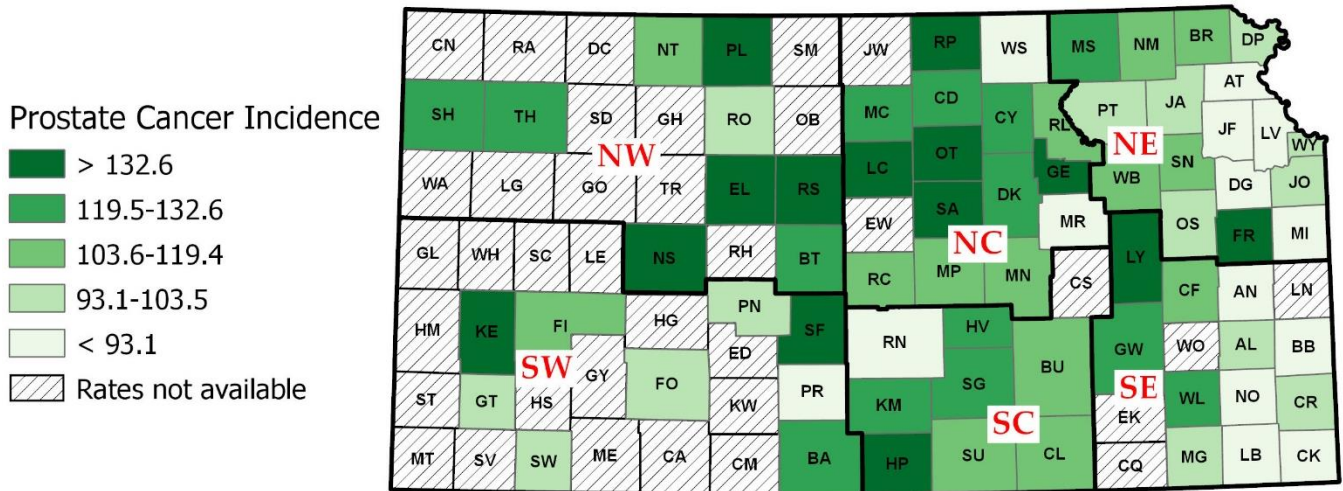 Prostate Cancer Incidence
> 132.6
119.5-132.6
103.6-119.4
93.1-103.5
< 93.1
Rates not available
CN RA DC NT PL SM JW RP WS MS NM BR DP
SH TH SD GH RO OB MC CD CY RL PT JA AT JF LV WY
NW NE
WA LG GO TR EL RS LC OT SA DK GE WB SN DG JO
EW NC MR OS FR MI
GL WH SC LE NS RH BT RC MP MN CS LY
HM KE FI HG PN SF RN HV BU GW CF AN LN
SW GY ED WO AL BB
ST GT HS FO KW PR KM SG SC SE EK WL NO CR
MT SV SW ME CA CM BA HP SU CL CQ MG LB CK